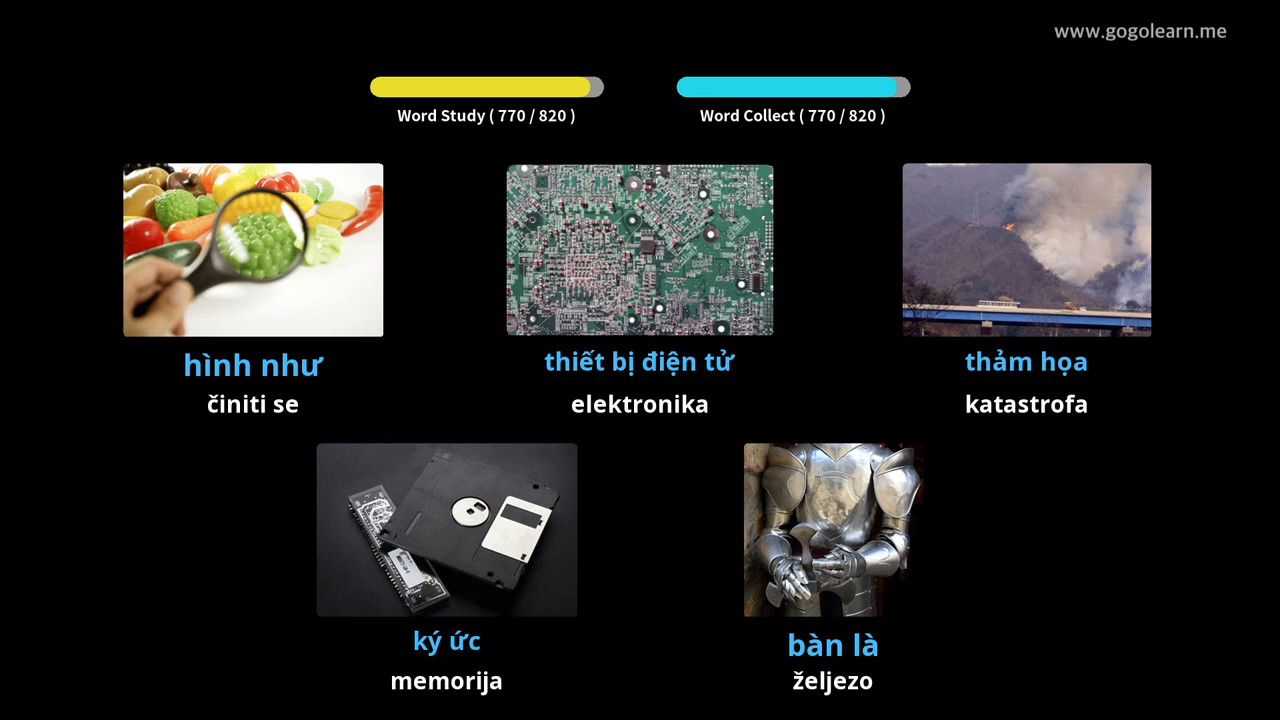 www.gogolearn.me
Word Study ( 770 / 820 )
Word Collect ( 770 / 820 )
hình như
činiti se
thiết bị điện tử
elektronika
thảm họa
katastrofa
ký ức
memorija
bàn là
željezo